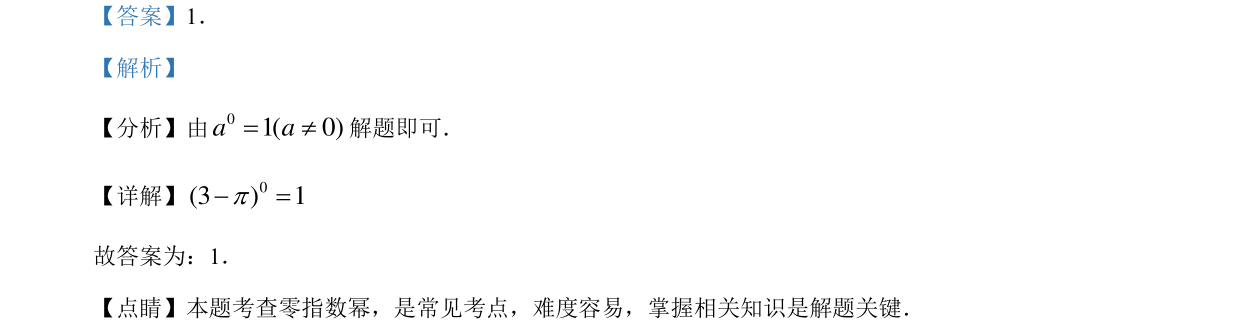 【答案】1．
【解析】
【分析】由 a⁰ = 1(a ≠ 0) 解题即可．
【详解】(3 − π)⁰ = 1
故答案为：1．
【点睛】本题考查零指数幂，是常见考点，难度容易，掌握相关知识是解题关键．